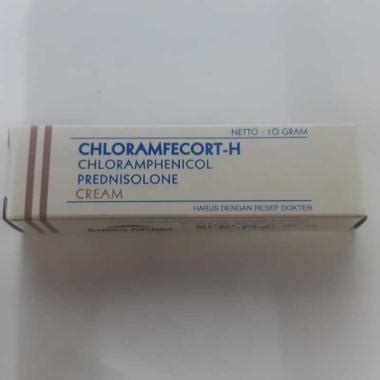 NETTO : 10 GRAM
CHLORAMFECORT-H
CHLORAMPHENICOL
PREDNISOLONE
CREAM
HARUS DENGAN RESEP DOKTER